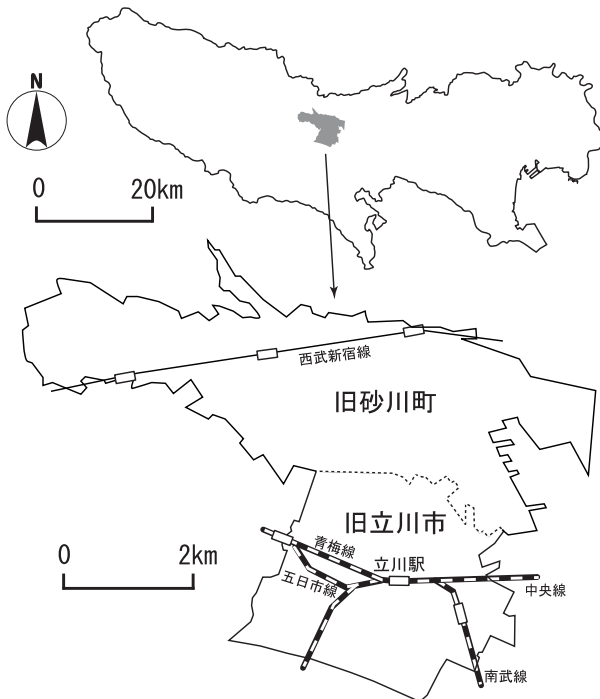 N
0 20km
西武新宿線
旧砂川町
旧立川市
0 2km
青梅線
立川駅
五日市線
中央線
南武線